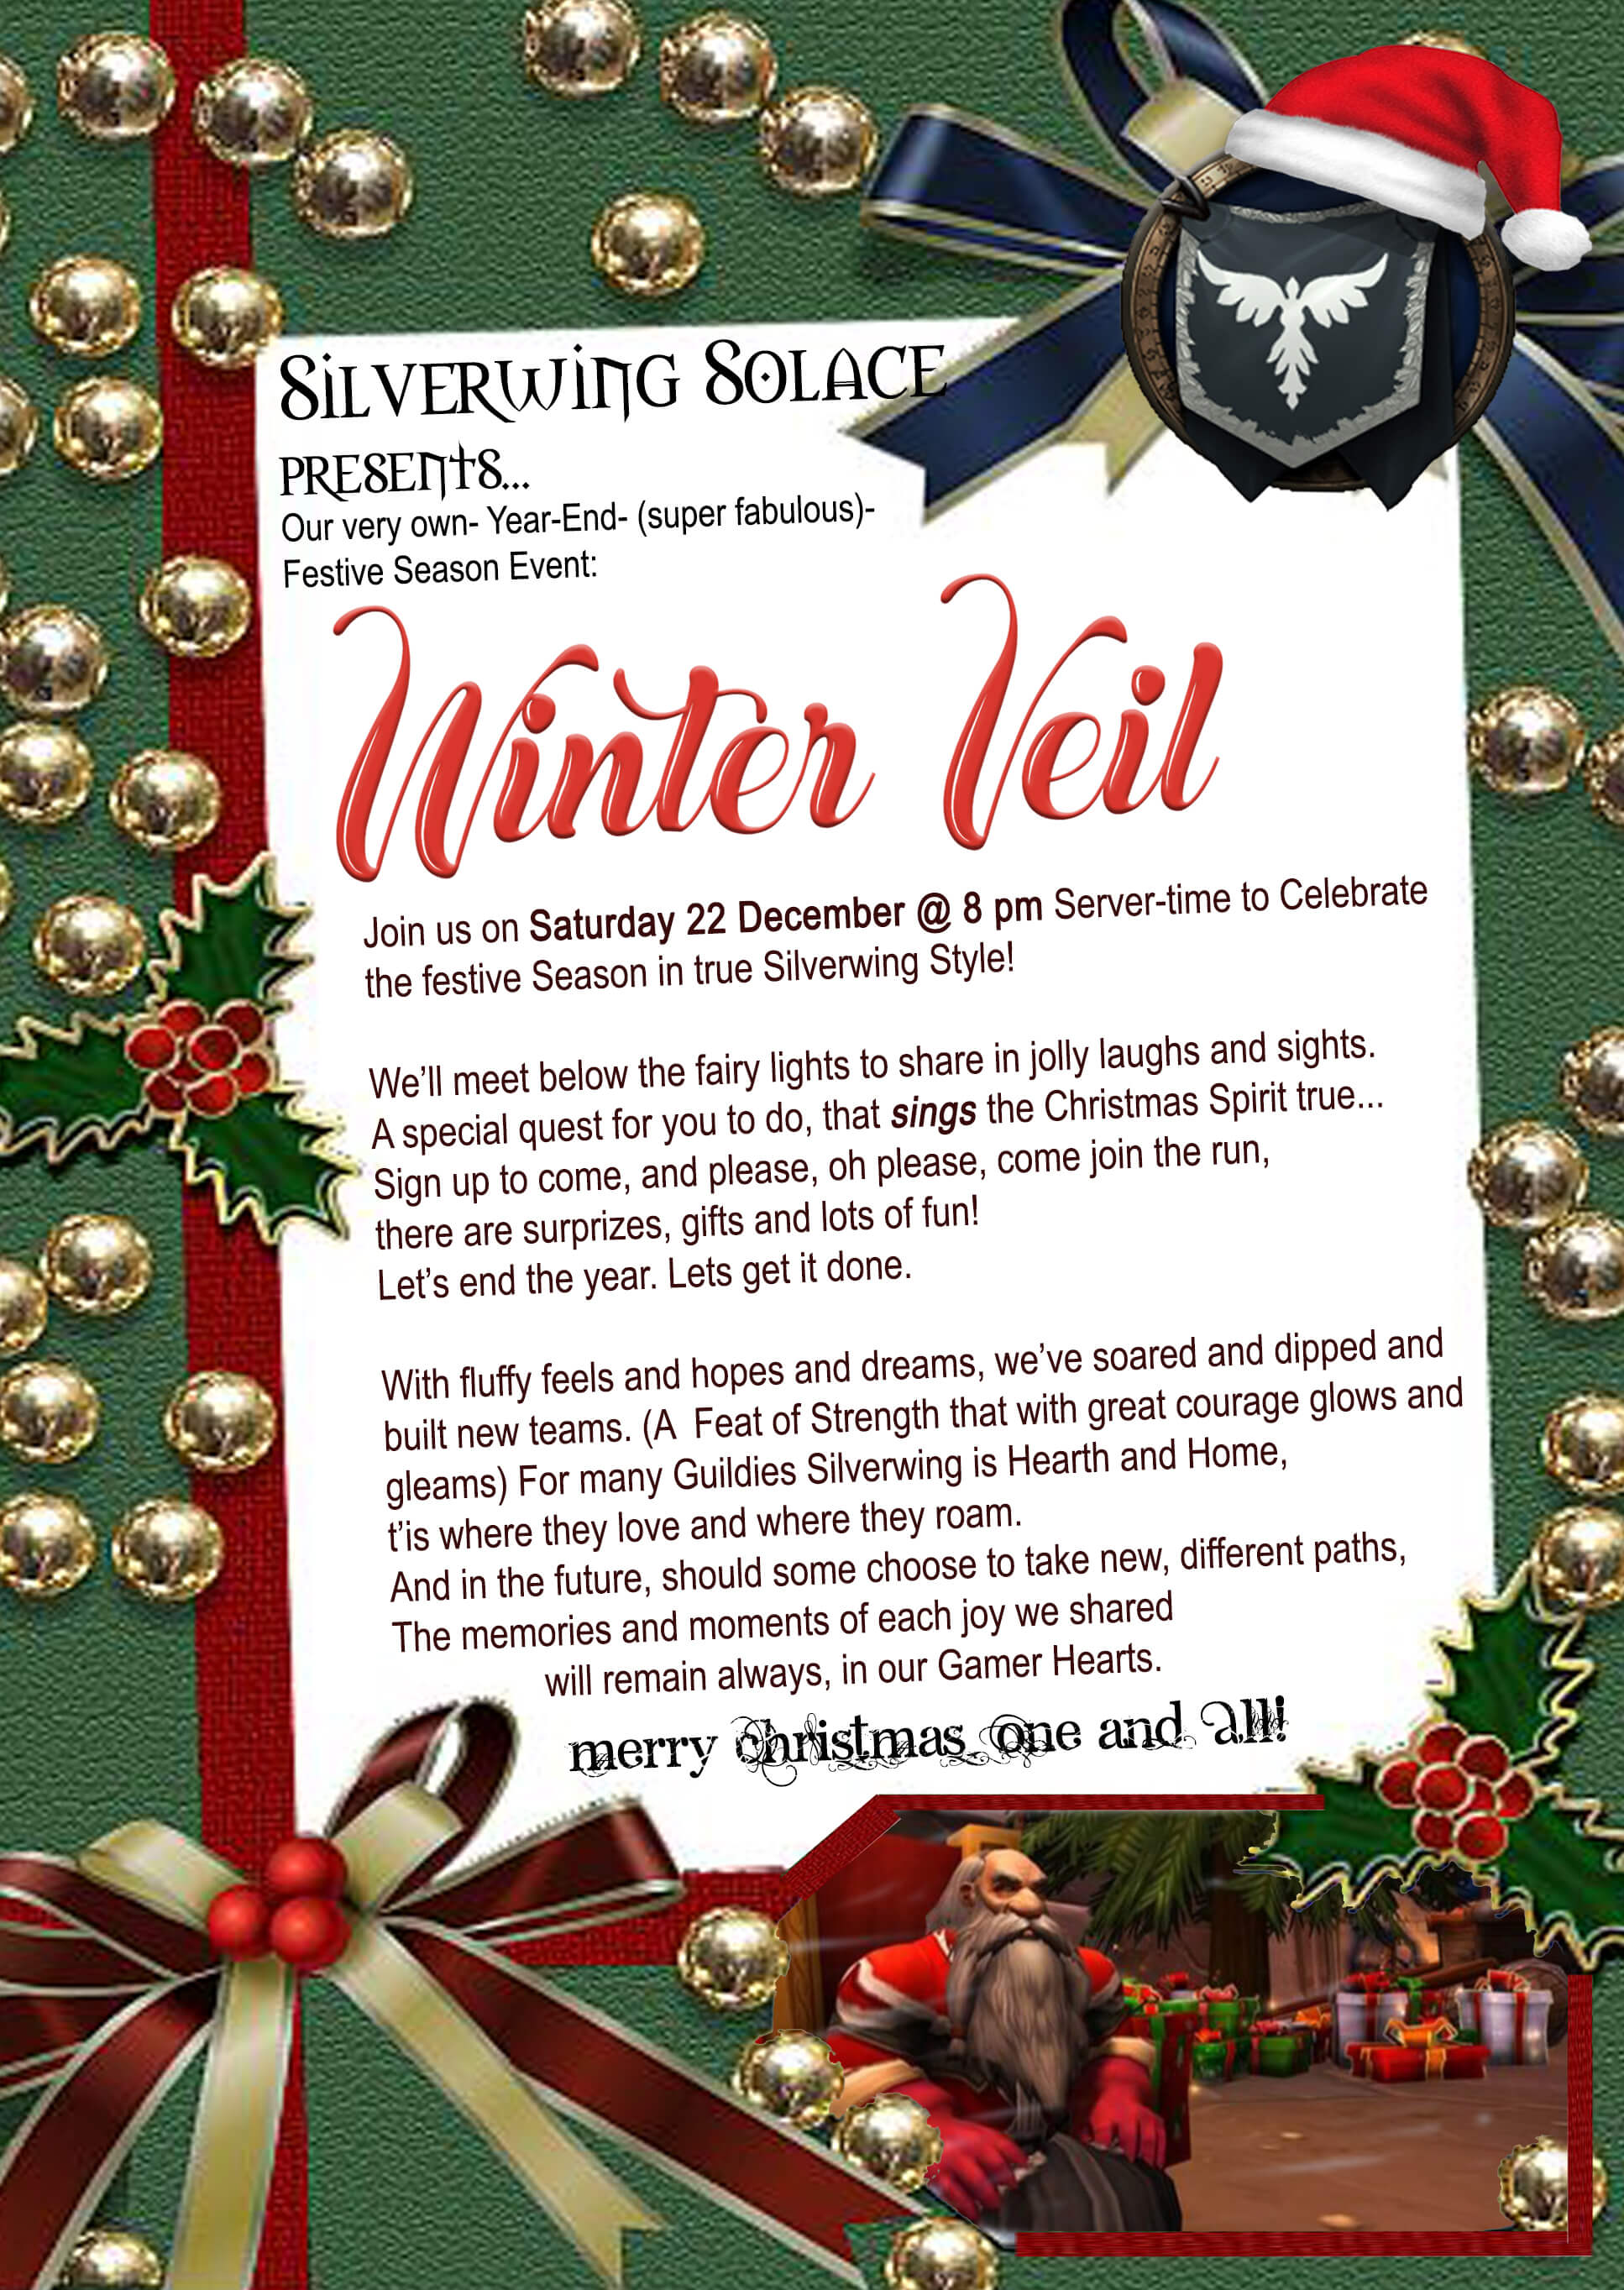 Silverwing Solace
presents...
Our very own- Year-End- (super fabulous)-
Festive Season Event:
Winter Veil
Join us on Saturday 22 December @ 8 pm Server-time to Celebrate
the festive Season in true Silverwing Style!
We'll meet below the fairy lights to share in jolly laughs and sights.
A special quest for you to do, that sings the Christmas Spirit true...
Sign up to come, and please, oh please, come join the run,
there are surprizes, gifts and lots of fun!
Let's end the year. Lets get it done.
With fluffy feels and hopes and dreams, we've soared and dipped and
built new teams. (A  Feat of Strength that with great courage glows and
gleams) For many Guildies Silverwing is Hearth and Home,
t'is where they love and where they roam.
And in the future, should some choose to take new, different paths,
The memories and moments of each joy we shared
will remain always, in our Gamer Hearts.
merry Christmas, One and All!